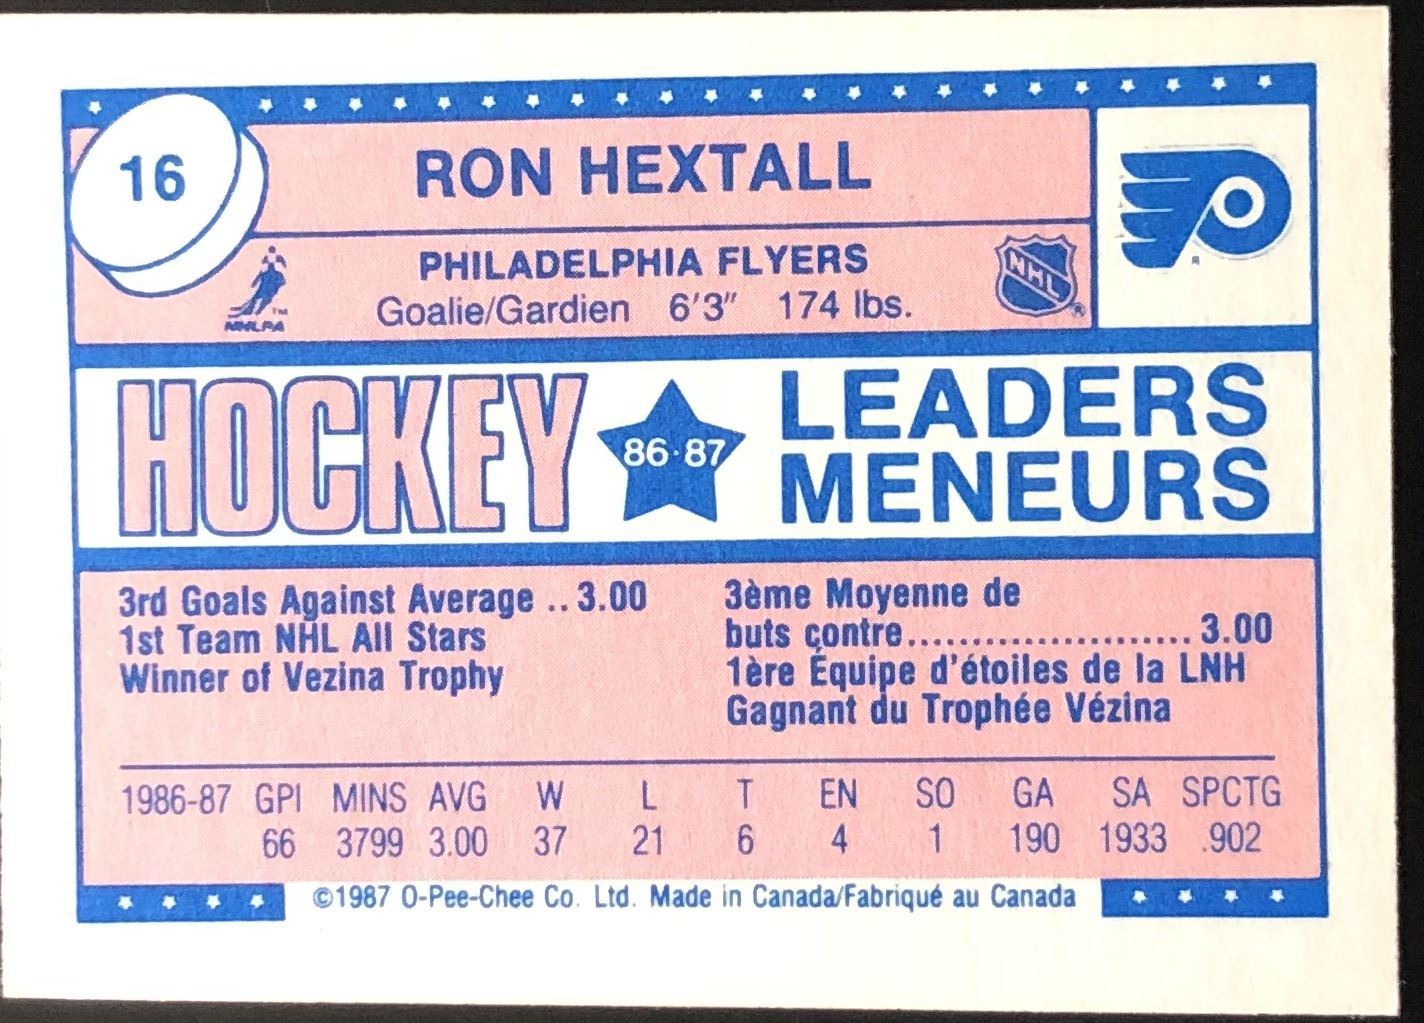 16
RON HEXTALL
PHILADELPHIA FLYERS
Goalie/Gardien 6'3" 174 lbs.
NHLPA™
NHL®
HOCKEY 86·87 LEADERS
MENEURS
3rd Goals Against Average .. 3.00
1st Team NHL All Stars
Winner of Vezina Trophy
3ème Moyenne de
buts contre...................... 3.00
1ère Équipe d'étoiles de la LNH
Gagnant du Trophée Vézina
1986-87 GPI MINS AVG W L T EN SO GA SA SPCTG
66 3799 3.00 37 21 6 4 1 190 1933 .902
©1987 O-Pee-Chee Co. Ltd. Made in Canada/Fabriqué au Canada